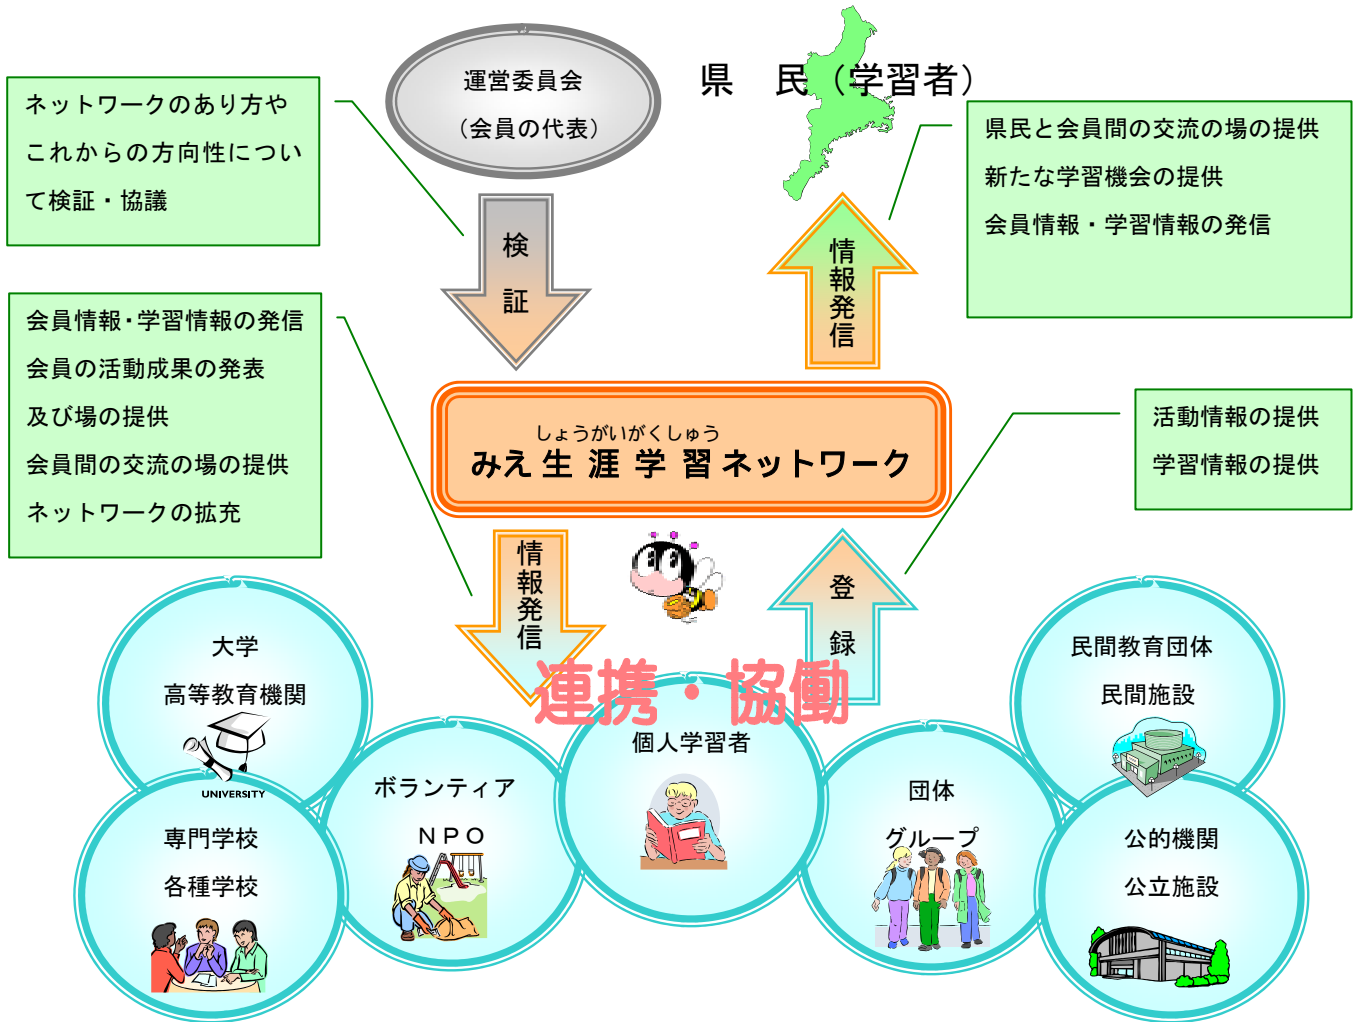 運営委員会
（会員の代表）
県　民（学習者）
ネットワークのあり方や
これからの方向性につい
て検証・協議
県民と会員間の交流の場の提供
新たな学習機会の提供
会員情報・学習情報の発信
検証
情報発信
会員情報・学習情報の発信
会員の活動成果の発表
及び場の提供
会員間の交流の場の提供
ネットワークの拡充
しょうがいがくしゅう
みえ生涯学習ネットワーク
活動情報の提供
学習情報の提供
情報発信
登録
連携・協働
大学
高等教育機関
UNIVERSITY
専門学校
各種学校
ボランティア
ＮＰＯ
個人学習者
団体
グループ
民間教育団体
民間施設
公的機関
公立施設